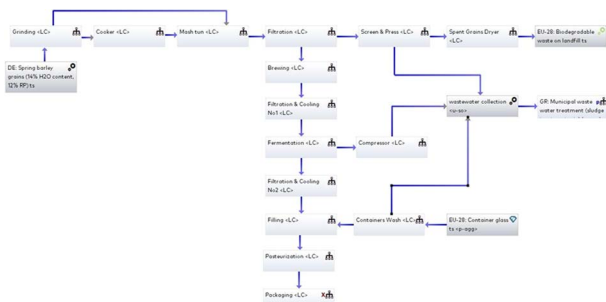 Grinding <LC>
Cooker <LC>
Mash tun <LC>
Filtration <LC>
Screen & Press <LC>
Spent Grains Dryer
<LC>
EU-28: Biodegradable
waste on landfill ts
DE: Spring barley
grains (14% H2O content,
12% RP) ts
Brewing <LC>
Filtration & Cooling
No1 <LC>
wastewater collection
<u-so>
GR: Municipal waste
water treatment (sludge
Fermentation <LC>
Compressor <LC>
Filtration & Cooling
No2 <LC>
Filling <LC>
Containers Wash <LC>
EU-28: Container glass
ts <p-agg>
Pasteurization <LC>
Packaging <LC>
X